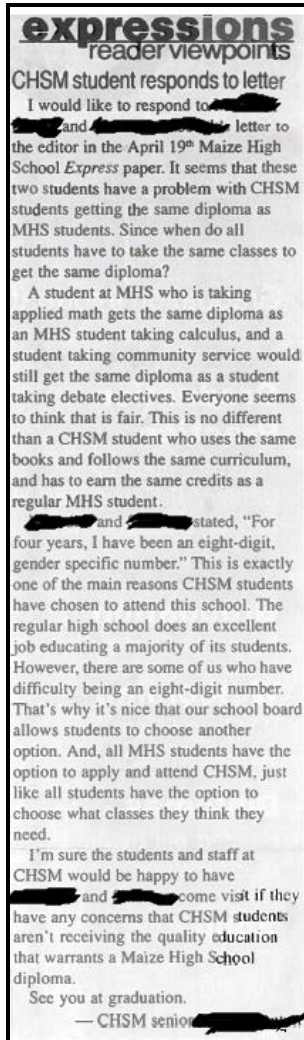 expressions
reader viewpoints
CHSM student responds to letter
I would like to respond to
and letter to
the editor in the April 19th Maize High
School Express paper. It seems that these
two students have a problem with CHSM
students getting the same diploma as
MHS students. Since when do all
students have to take the same classes to
get the same diploma?
A student at MHS who is taking
applied math gets the same diploma as
an MHS student taking calculus, and a
student taking community service would
still get the same diploma as a student
taking debate electives. Everyone seems
to think that is fair. This is no different
than a CHSM student who uses the same
books and follows the same curriculum,
and has to earn the same credits as a
regular MHS student.
and stated, “For
four years, I have been an eight-digit,
gender specific number.” This is exactly
one of the main reasons CHSM students
have chosen to attend this school. The
regular high school does an excellent
job educating a majority of its students.
However, there are some of us who have
difficulty being an eight-digit number.
That’s why it’s nice that our school board
allows students to choose another
option. And, all MHS students have the
option to apply and attend CHSM, just
like all students have the option to
choose what classes they think they
need.
I’m sure the students and staff at
CHSM would be happy to have
and come visit if they
have any concerns that CHSM students
aren’t receiving the quality education
that warrants a Maize High School
diploma.
See you at graduation.
— CHSM senior